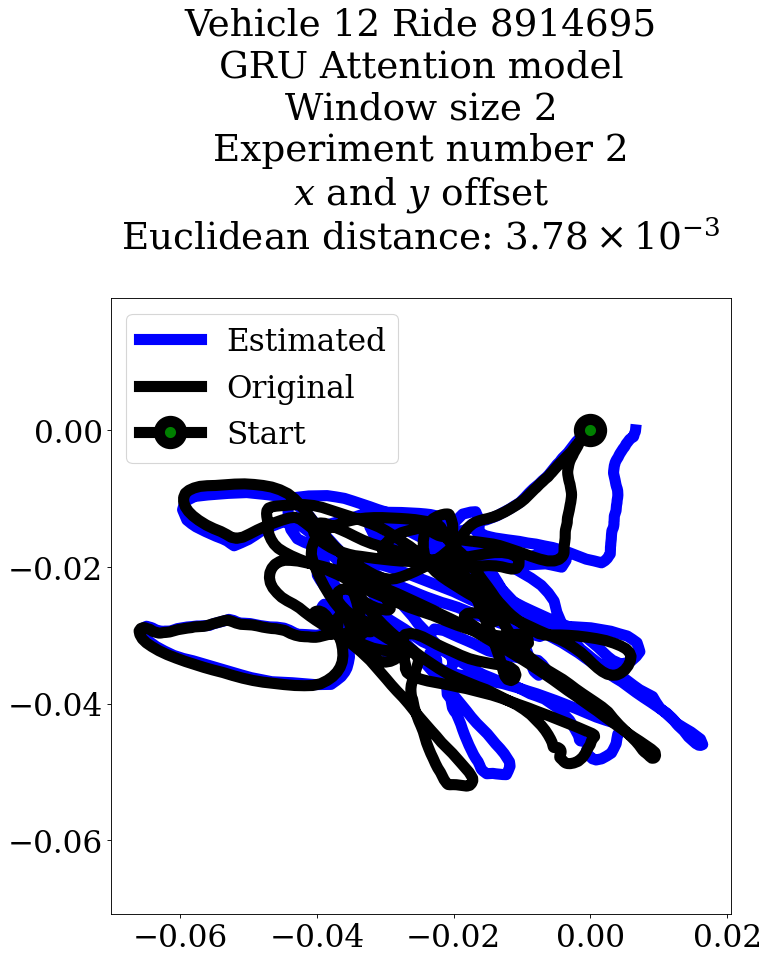 Vehicle 12 Ride 8914695
GRU Attention model
Window size 2
Experiment number 2
x and y offset
Euclidean distance: 3.78 × 10⁻³
Estimated
Original
Start
0.00
−0.02
−0.04
−0.06
−0.06 −0.04 −0.02 0.00 0.02